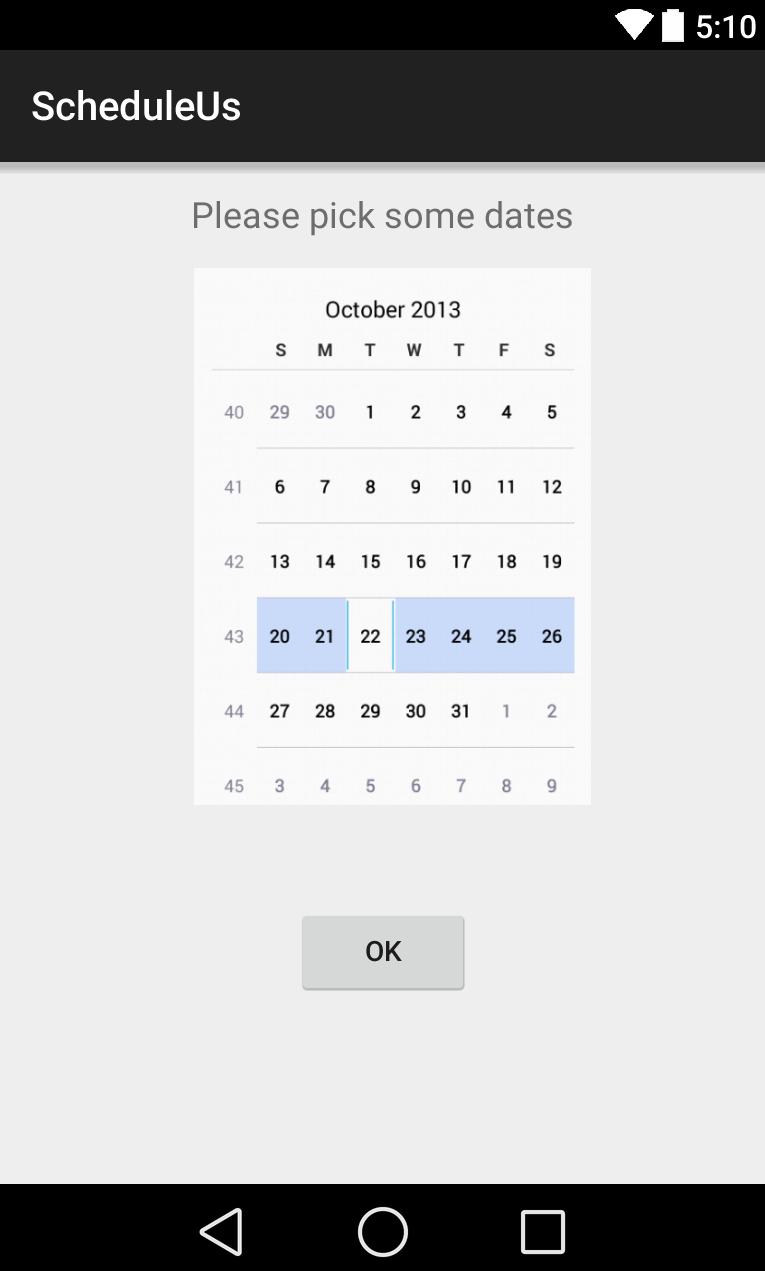 5:10
ScheduleUs
Please pick some dates
October 2013
S M T W T F S
40 29 30 1 2 3 4 5
41 6 7 8 9 10 11 12
42 13 14 15 16 17 18 19
43 20 21 22 23 24 25 26
44 27 28 29 30 31 1 2
45 3 4 5 6 7 8 9
OK